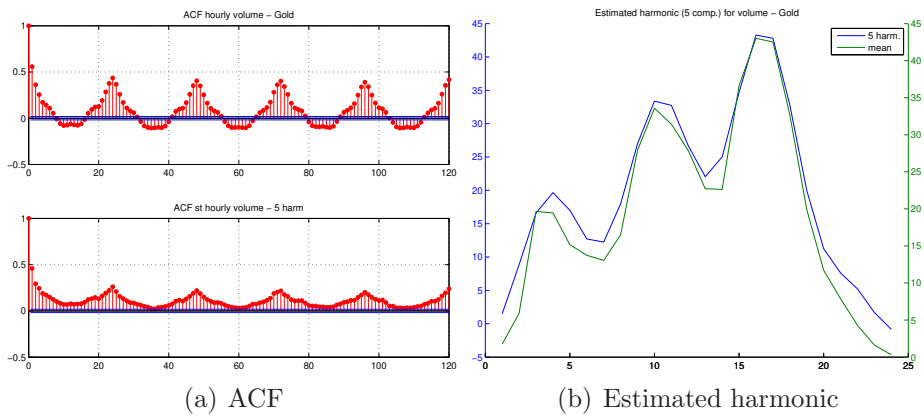 ACF hourly volume − Gold
1
0.5
0
−0.5
0 20 40 60 80 100 120
ACF st hourly volume − 5 harm
1
0.5
0
−0.5
0 20 40 60 80 100 120
(a) ACF
Estimated harmonic (5 comp.) for volume − Gold
45
40
35
30
25
20
15
10
5
0
−5
0 5 10 15 20 25
45
40
35
30
25
20
15
10
5
0
5 harm.
mean
(b) Estimated harmonic